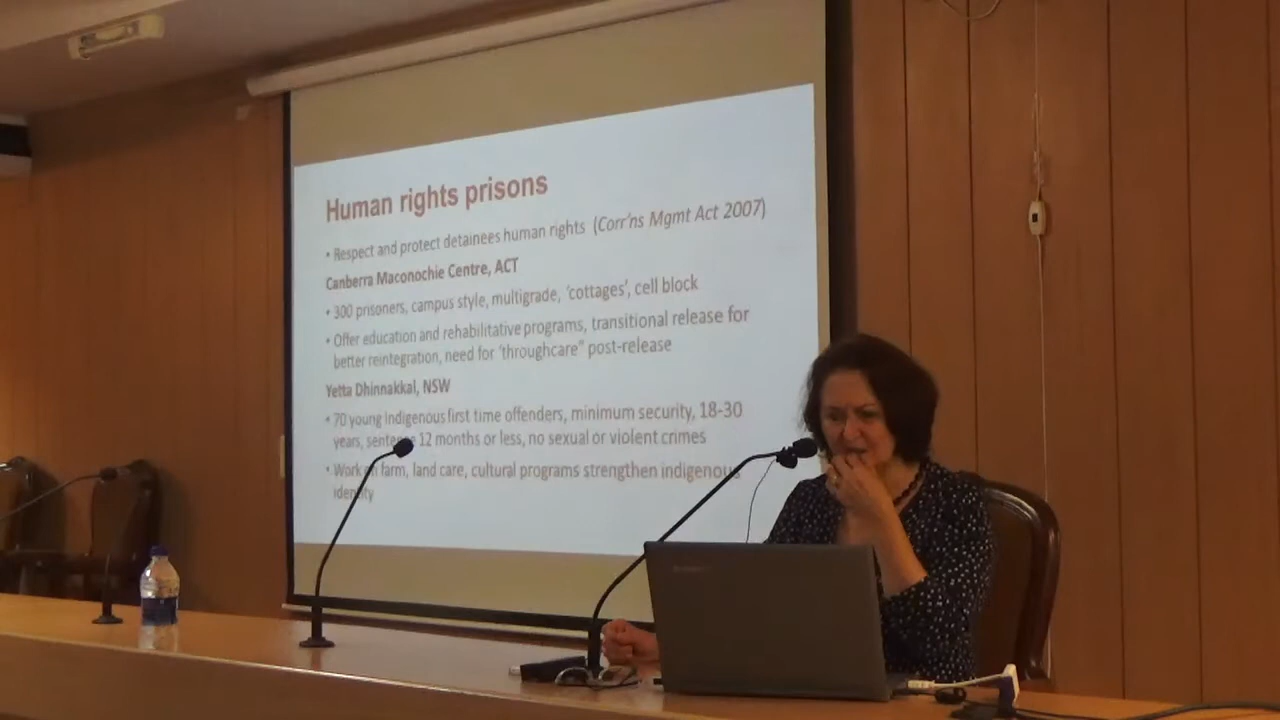 Human rights prisons
• Respect and protect detainees human rights (Corr'ns Mgmt Act 2007)
Canberra Maconochie Centre, ACT
• 300 prisoners, campus style, multigrade, 'cottages', cell block
• Offer education and rehabilitative programs, transitional release for
better reintegration, need for 'throughcare" post-release
Yetta Dhinnakkal, NSW
• 70 young indigenous first time offenders, minimum security, 18-30
years, sentence 12 months or less, no sexual or violent crimes
• Work on farm, land care, cultural programs strengthen indigenous
identity